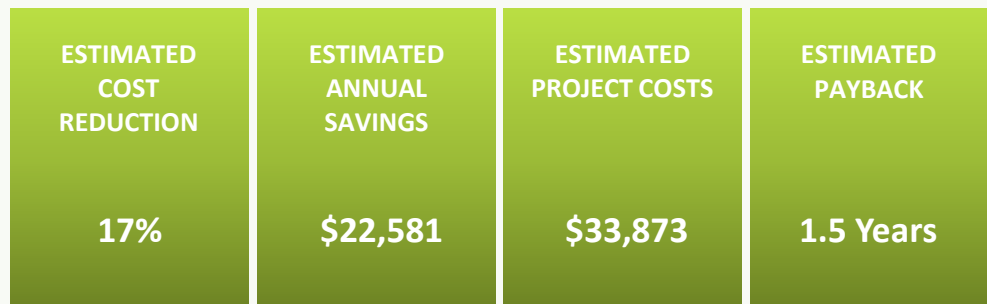 ESTIMATED
COST
REDUCTION
17%
ESTIMATED
ANNUAL
SAVINGS
$22,581
ESTIMATED
PROJECT COSTS
$33,873
ESTIMATED
PAYBACK
1.5 Years